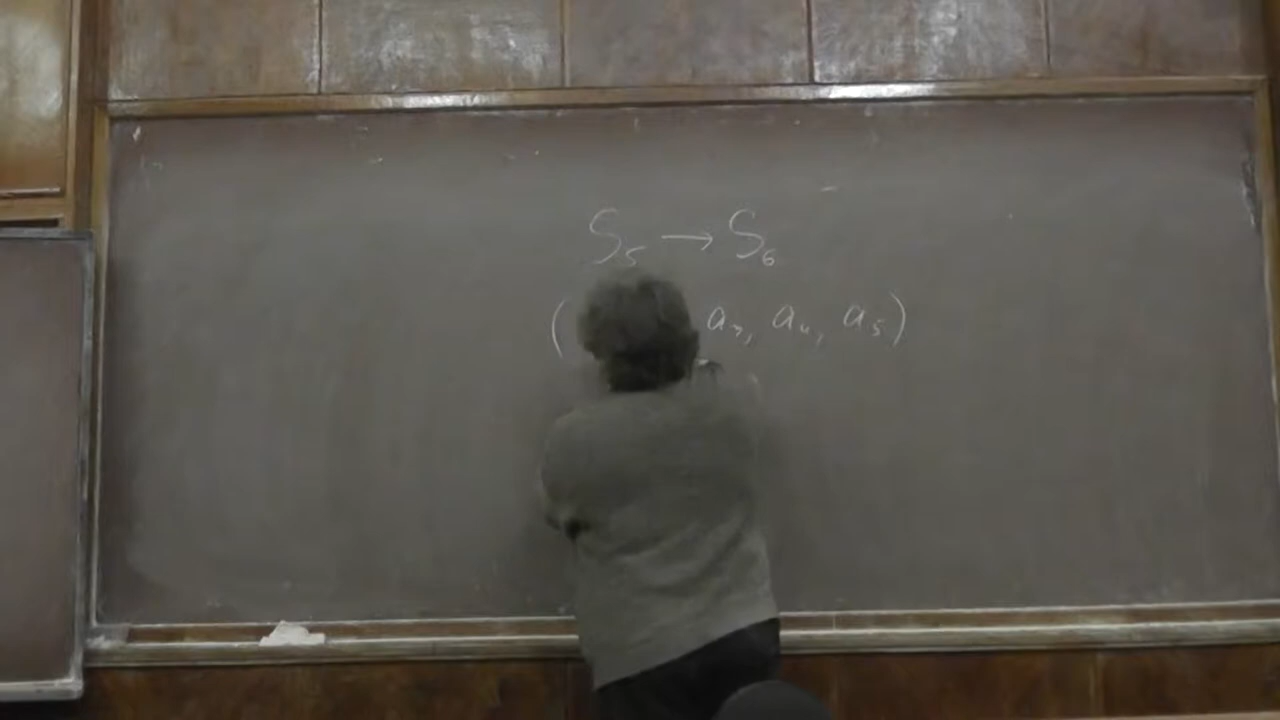 S₅ → S₆
( a₃, a₄, a₅)